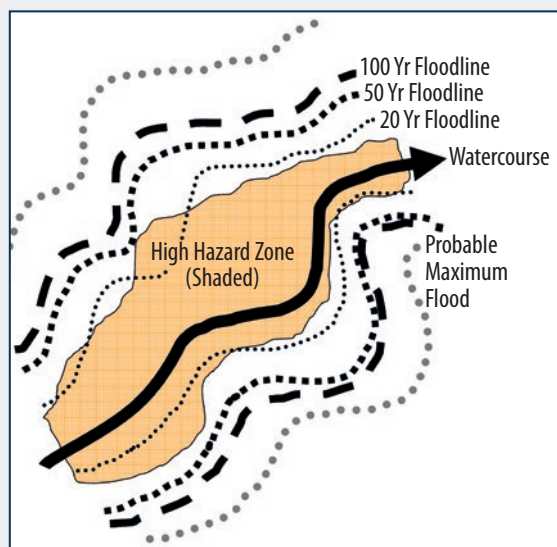 100 Yr Floodline
50 Yr Floodline
20 Yr Floodline
Watercourse
High Hazard Zone
(Shaded)
Probable
Maximum
Flood